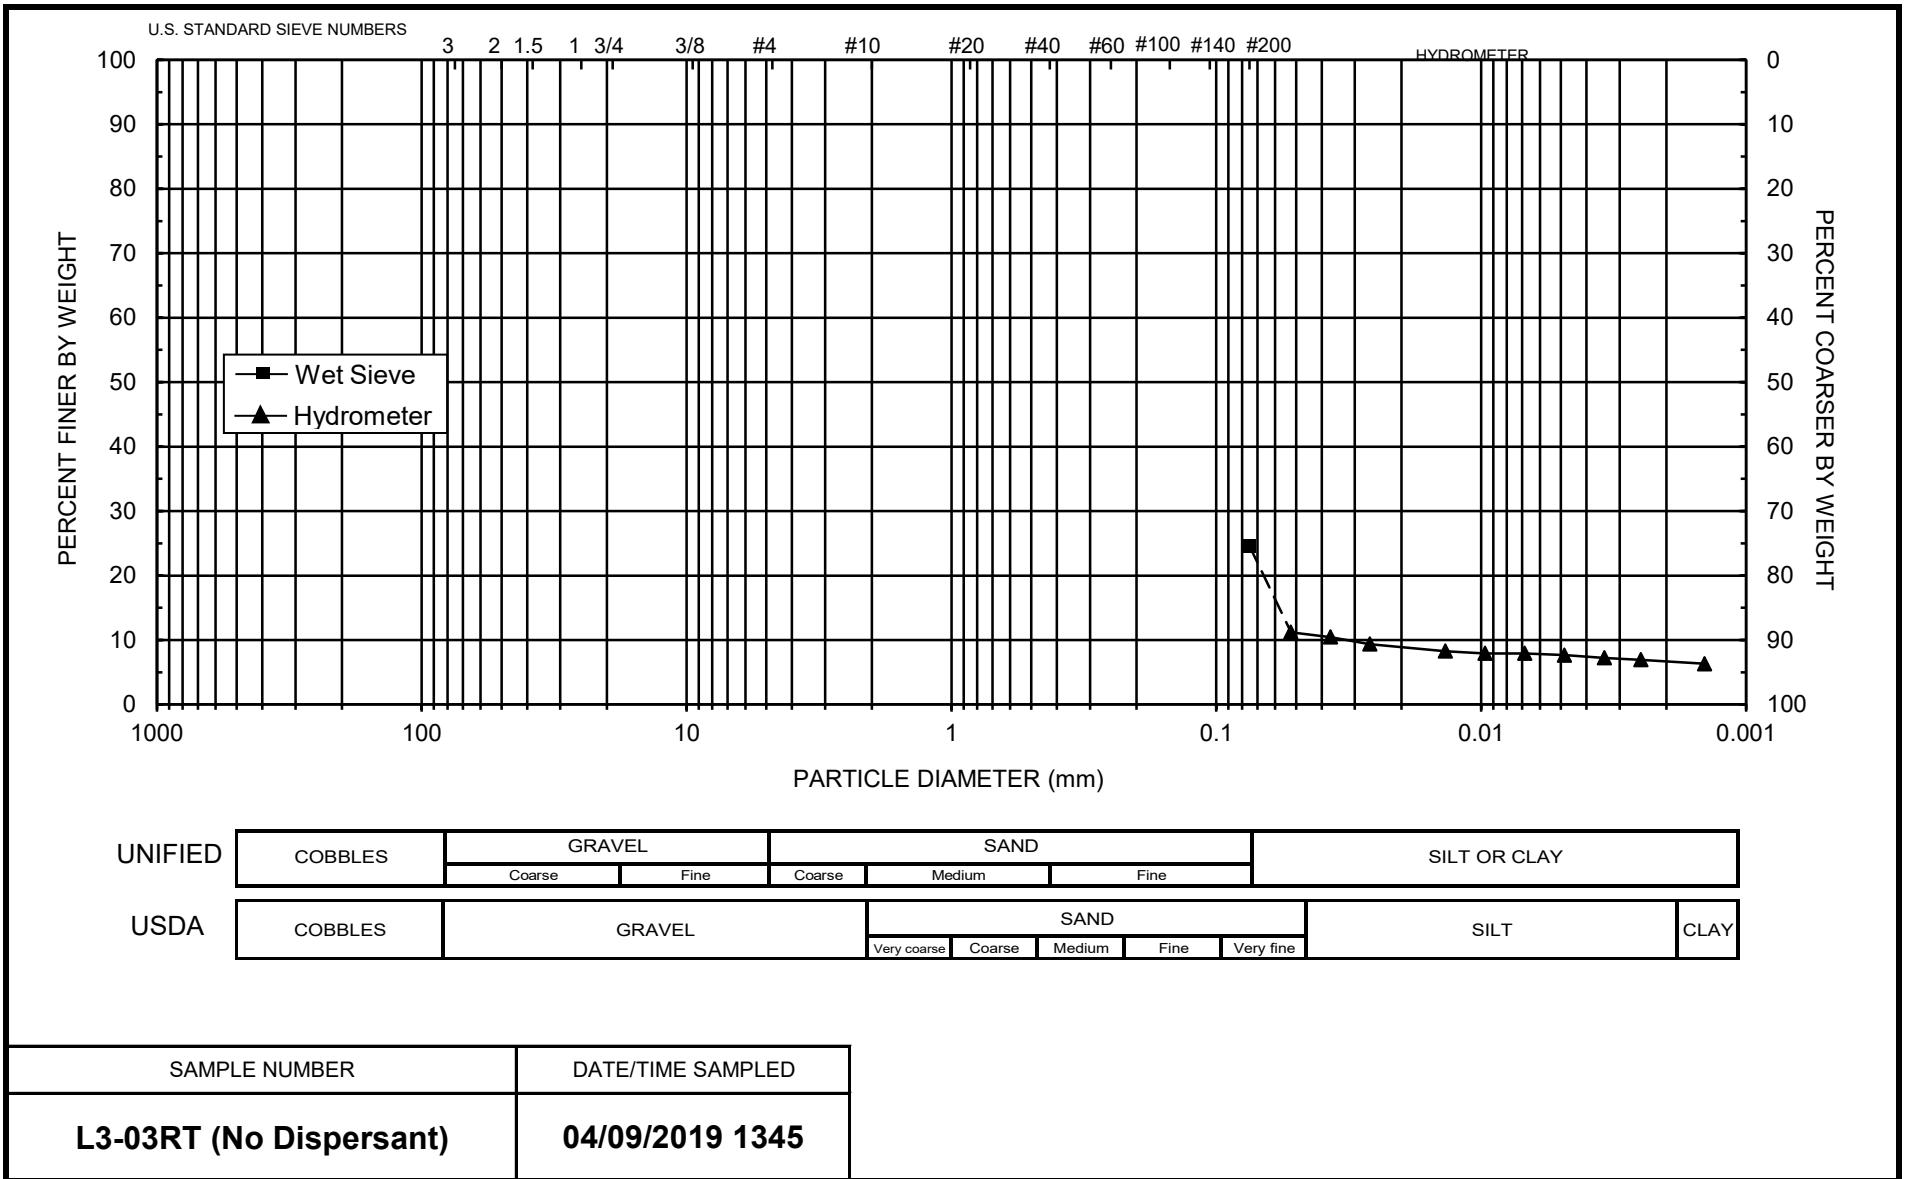 U.S. STANDARD SIEVE NUMBERS
3 2 1.5 1 3/4 3/8 #4 #10 #20 #40 #60 #100 #140 #200
HYDROMETER
100 0
90 10
80 20
70 30
60 40
50 50
40 60
30 70
20 80
10 90
0 100
PERCENT FINER BY WEIGHT
PERCENT COARSER BY WEIGHT
Wet Sieve
Hydrometer
1000 100 10 1 0.1 0.01 0.001
PARTICLE DIAMETER (mm)
UNIFIED
COBBLES GRAVEL SAND SILT OR CLAY
Coarse Fine Coarse Medium Fine
USDA
COBBLES GRAVEL SAND SILT CLAY
Very coarse Coarse Medium Fine Very fine
SAMPLE NUMBER DATE/TIME SAMPLED
L3-03RT (No Dispersant) 04/09/2019 1345